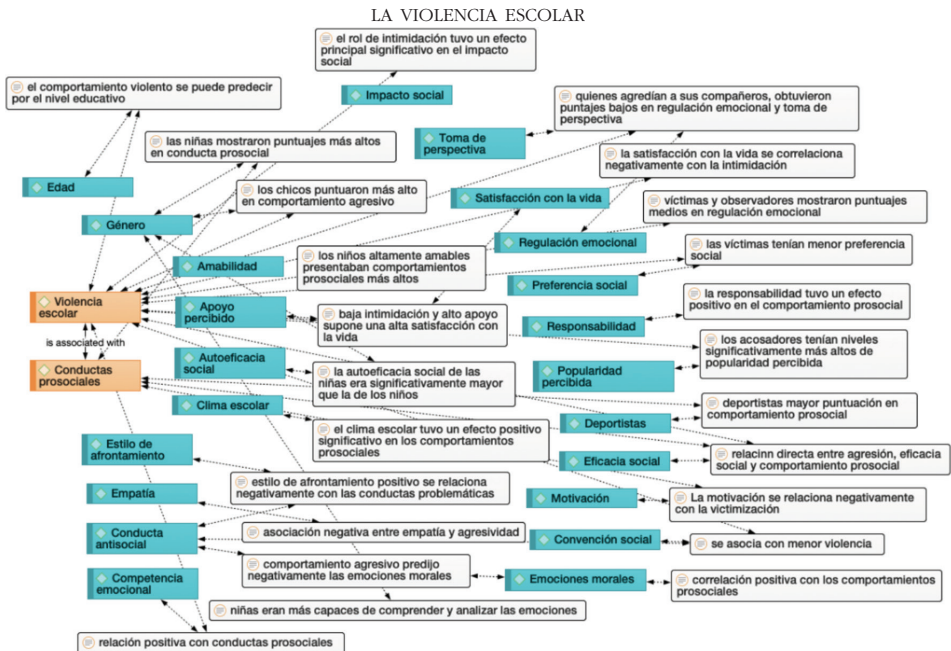 LA VIOLENCIA ESCOLAR
el rol de intimidación tuvo un efecto
principal significativo en el impacto
social
el comportamiento violento se puede predecir
por el nivel educativo
Impacto social
quienes agredían a sus compañeros, obtuvieron
puntajes bajos en regulación emocional y toma de
perspectiva
las niñas mostraron puntuajes más altos
en conducta prosocial
Toma de
perspectiva
la satisfacción con la vida se correlaciona
negativamente con la intimidación
Edad
los chicos puntuaron más alto
en comportamiento agresivo
Satisfacción con la vida
víctimas y observadores mostraron puntuajes
medios en regulación emocional
Género
Regulación emocional
las víctimas tenían menor preferencia
social
Amabilidad
los niños altamente amables
presentaban comportamientos
prosociales más altos
Preferencia social
la responsabilidad tuvo un efecto
positivo en el comportamiento prosocial
Violencia
escolar
Apoyo
percibido
baja intimidación y alto apoyo
supone una alta satisfacción con
la vida
Responsabilidad
los acosadores tenían niveles
significativamente más altos de
popularidad percibida
is associated with
Conductas
prosociales
Autoeficacia
social
la autoeficacia social de las
niñas era significativamente mayor
que la de los niños
Popularidad
percibida
deportistas mayor puntuación en
comportamiento prosocial
Clima escolar
el clima escolar tuvo un efecto positivo
significativo en los comportamientos
prosociales
Deportistas
Estilo de
afrontamiento
Eficacia social
relacinn directa entre agresión, eficacia
social y comportamiento prosocial
estilo de afrontamiento positivo se relaciona
negativamente con las conductas problemáticas
Empatía
Motivación
La motivación se relaciona negativamente
con la victimización
Conducta
antisocial
asociación negativa entre empatía y agresividad
Convención social
se asocia con menor violencia
comportamiento agresivo predijo
negativamente las emociones morales
Emociones morales
correlación positiva con los comportamientos
prosociales
Competencia
emocional
niñas eran más capaces de comprender y analizar las emociones
relación positiva con conductas prosociales